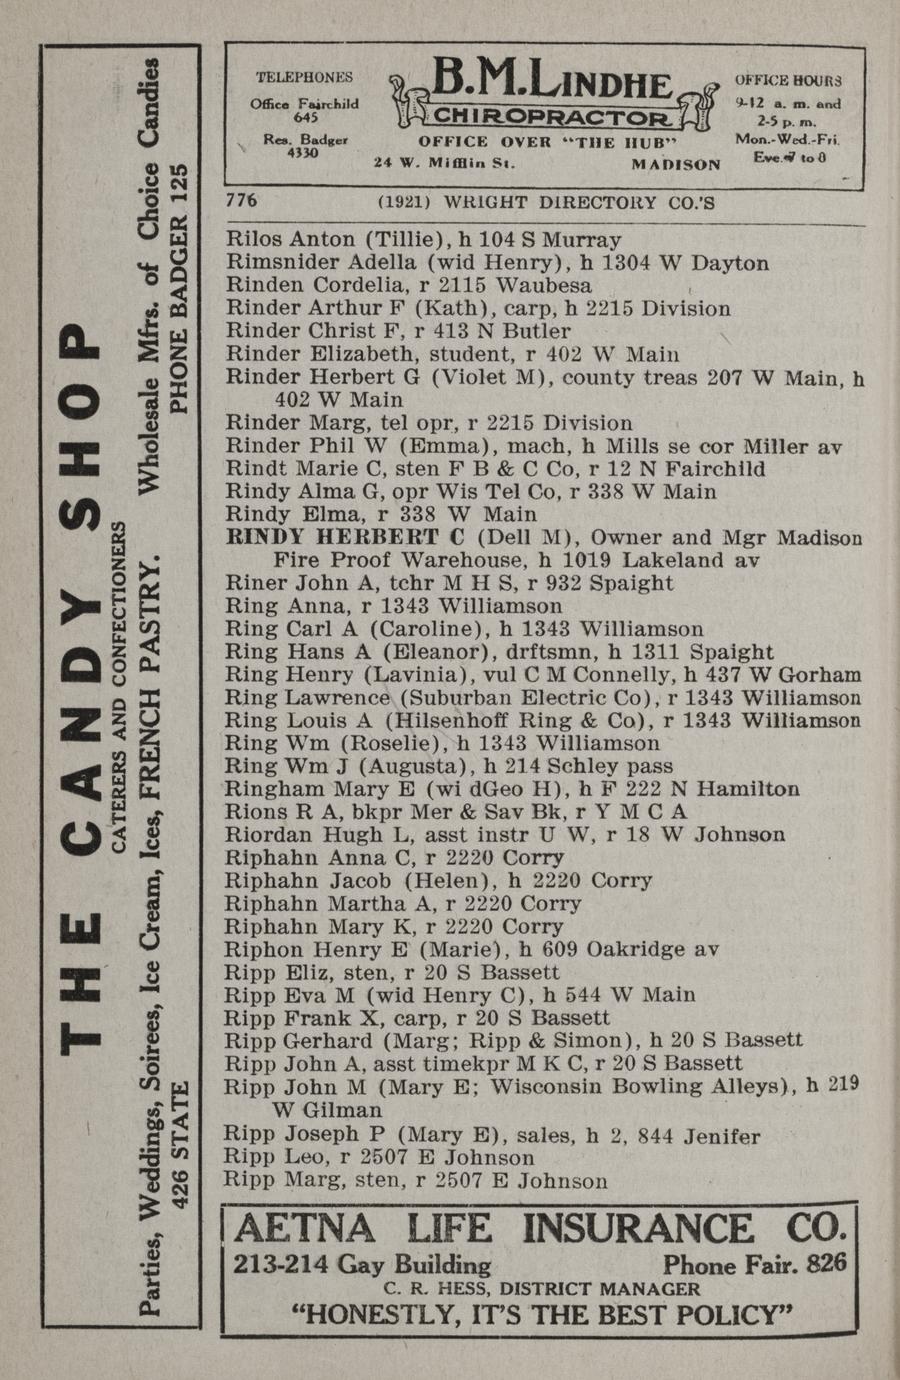 THE CANDY SHOP
CATERERS AND CONFECTIONERS
Parties, Weddings, Soirees, Ice Cream, Ices, FRENCH PASTRY. Wholesale Mfrs. of Choice Candies
426 STATE PHONE BADGER 125
TELEPHONES
Office Fairchild
645
Res. Badger
4330
B.M.LINDHE
CHIROPRACTOR
OFFICE OVER "THE HUB"
24 W. Mifflin St. MADISON
OFFICE HOURS
9-12 a. m. and
2-5 p. m.
Mon.-Wed.-Fri.
Eve. 7 to 8
776 (1921) WRIGHT DIRECTORY CO.'S
Rilos Anton (Tillie), h 104 S Murray
Rimsnider Adella (wid Henry), h 1304 W Dayton
Rinden Cordelia, r 2115 Waubesa
Rinder Arthur F (Kath), carp, h 2215 Division
Rinder Christ F, r 413 N Butler
Rinder Elizabeth, student, r 402 W Main
Rinder Herbert G (Violet M), county treas 207 W Main, h
402 W Main
Rinder Marg, tel opr, r 2215 Division
Rinder Phil W (Emma), mach, h Mills se cor Miller av
Rindt Marie C, sten F B & C Co, r 12 N Fairchild
Rindy Alma G, opr Wis Tel Co, r 338 W Main
Rindy Elma, r 338 W Main
RINDY HERBERT C (Dell M), Owner and Mgr Madison
Fire Proof Warehouse, h 1019 Lakeland av
Riner John A, tchr M H S, r 932 Spaight
Ring Anna, r 1343 Williamson
Ring Carl A (Caroline), h 1343 Williamson
Ring Hans A (Eleanor), drftsmn, h 1311 Spaight
Ring Henry (Lavinia), vul C M Connelly, h 437 W Gorham
Ring Lawrence (Suburban Electric Co), r 1343 Williamson
Ring Louis A (Hilsenhoff Ring & Co), r 1343 Williamson
Ring Wm (Roselie), h 1343 Williamson
Ring Wm J (Augusta), h 214 Schley pass
Ringham Mary E (wi dGeo H), h F 222 N Hamilton
Rions R A, bkpr Mer & Sav Bk, r Y M C A
Riordan Hugh L, asst instr U W, r 18 W Johnson
Riphahn Anna C, r 2220 Corry
Riphahn Jacob (Helen), h 2220 Corry
Riphahn Martha A, r 2220 Corry
Riphahn Mary K, r 2220 Corry
Riphon Henry E (Marie), h 609 Oakridge av
Ripp Eliz, sten, r 20 S Bassett
Ripp Eva M (wid Henry C), h 544 W Main
Ripp Frank X, carp, r 20 S Bassett
Ripp Gerhard (Marg; Ripp & Simon), h 20 S Bassett
Ripp John A, asst timekpr M K C, r 20 S Bassett
Ripp John M (Mary E; Wisconsin Bowling Alleys), h 219
W Gilman
Ripp Joseph P (Mary E), sales, h 2, 844 Jenifer
Ripp Leo, r 2507 E Johnson
Ripp Marg, sten, r 2507 E Johnson
AETNA LIFE INSURANCE CO.
213-214 Gay Building Phone Fair. 826
C. R. HESS, DISTRICT MANAGER
"HONESTLY, IT'S THE BEST POLICY"